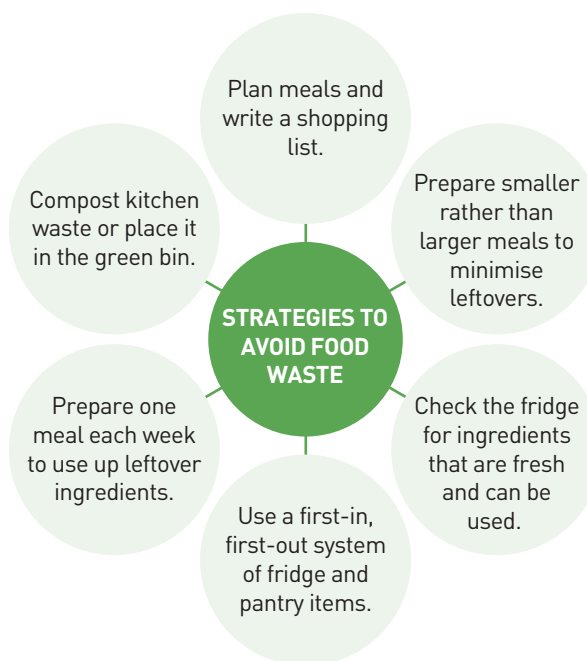 Plan meals and
write a shopping
list.
Prepare smaller
rather than
larger meals to
minimise
leftovers.
Check the fridge
for ingredients
that are fresh
and can be
used.
Use a first-in,
first-out system
of fridge and
pantry items.
Prepare one
meal each week
to use up leftover
ingredients.
Compost kitchen
waste or place it
in the green bin.
STRATEGIES TO
AVOID FOOD
WASTE